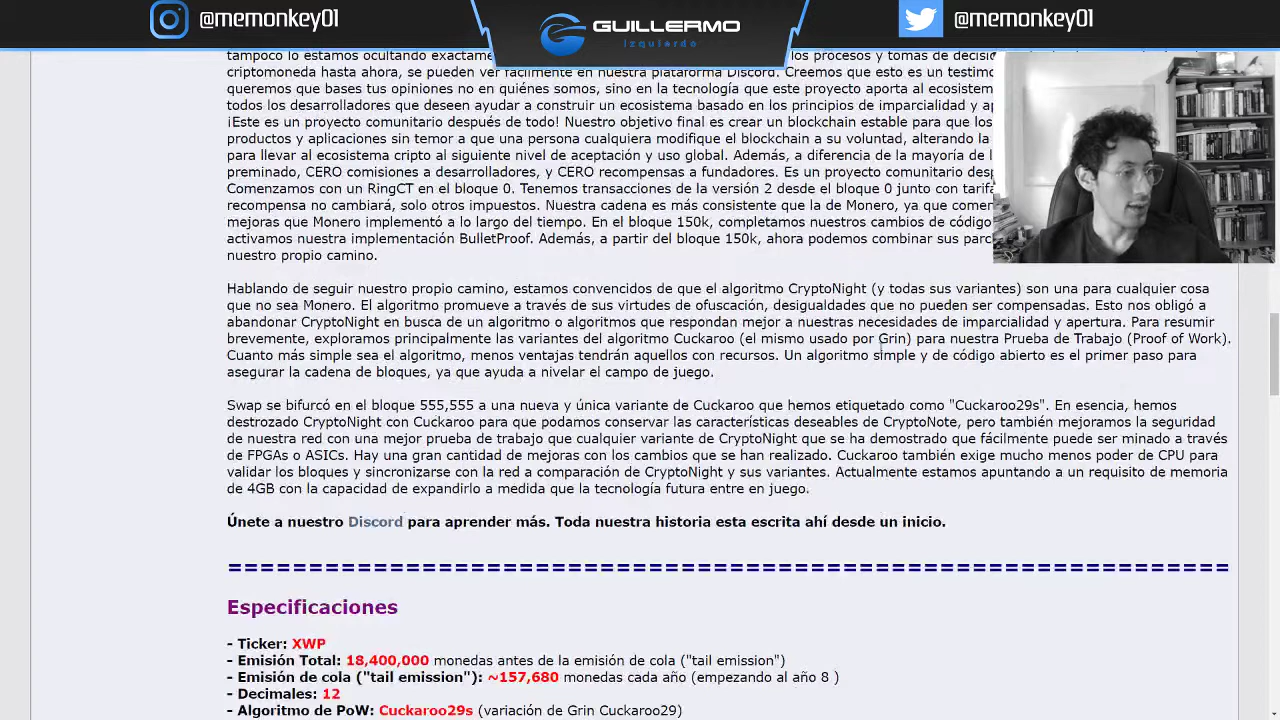 @memonkey01
GUILLERMO
Izquierdo
@memonkey01
tampoco lo estamos ocultando exactame
los procesos y tomas de decisi
criptomoneda hasta ahora, se pueden ver fácilmente en nuestra plataforma Discord. Creemos que esto es un testimo
queremos que bases tus opiniones no en quiénes somos, sino en la tecnología que este proyecto aporta al ecosistem
todos los desarrolladores que deseen ayudar a construir un ecosistema basado en los principios de imparcialidad y ap
¡Este es un proyecto comunitario después de todo! Nuestro objetivo final es crear un blockchain estable para que los
productos y aplicaciones sin temor a que una persona cualquiera modifique el blockchain a su voluntad, alterando la
para llevar al ecosistema cripto al siguiente nivel de aceptación y uso global. Además, a diferencia de la mayoría de l
preminado, CERO comisiones a desarrolladores, y CERO recompensas a fundadores. Es un proyecto comunitario desp
Comenzamos con un RingCT en el bloque 0. Tenemos transacciones de la versión 2 desde el bloque 0 junto con tarifa
recompensa no cambiará, solo otros impuestos. Nuestra cadena es más consistente que la de Monero, ya que comen
mejoras que Monero implementó a lo largo del tiempo. En el bloque 150k, completamos nuestros cambios de código
activamos nuestra implementación BulletProof. Además, a partir del bloque 150k, ahora podemos combinar sus parc
nuestro propio camino.
Hablando de seguir nuestro propio camino, estamos convencidos de que el algoritmo CryptoNight (y todas sus variantes) son una para cualquier cosa
que no sea Monero. El algoritmo promueve a través de sus virtudes de ofuscación, desigualdades que no pueden ser compensadas. Esto nos obligó a
abandonar CryptoNight en busca de un algoritmo o algoritmos que respondan mejor a nuestras necesidades de imparcialidad y apertura. Para resumir
brevemente, exploramos principalmente las variantes del algoritmo Cuckaroo (el mismo usado por Grin) para nuestra Prueba de Trabajo (Proof of Work).
Cuanto más simple sea el algoritmo, menos ventajas tendrán aquellos con recursos. Un algoritmo simple y de código abierto es el primer paso para
asegurar la cadena de bloques, ya que ayuda a nivelar el campo de juego.
Swap se bifurcó en el bloque 555,555 a una nueva y única variante de Cuckaroo que hemos etiquetado como "Cuckaroo29s". En esencia, hemos
destrozado CryptoNight con Cuckaroo para que podamos conservar las características deseables de CryptoNote, pero también mejoramos la seguridad
de nuestra red con una mejor prueba de trabajo que cualquier variante de CryptoNight que se ha demostrado que fácilmente puede ser minado a través
de FPGAs o ASICs. Hay una gran cantidad de mejoras con los cambios que se han realizado. Cuckaroo también exige mucho menos poder de CPU para
validar los bloques y sincronizarse con la red a comparación de CryptoNight y sus variantes. Actualmente estamos apuntando a un requisito de memoria
de 4GB con la capacidad de expandirlo a medida que la tecnología futura entre en juego.
Únete a nuestro Discord para aprender más. Toda nuestra historia esta escrita ahí desde un inicio.
==============================================================
Especificaciones
- Ticker: XWP
- Emisión Total: 18,400,000 monedas antes de la emisión de cola ("tail emission")
- Emisión de cola ("tail emission"): ~157,680 monedas cada año (empezando al año 8 )
- Decimales: 12
- Algoritmo de PoW: Cuckaroo29s (variación de Grin Cuckaroo29)